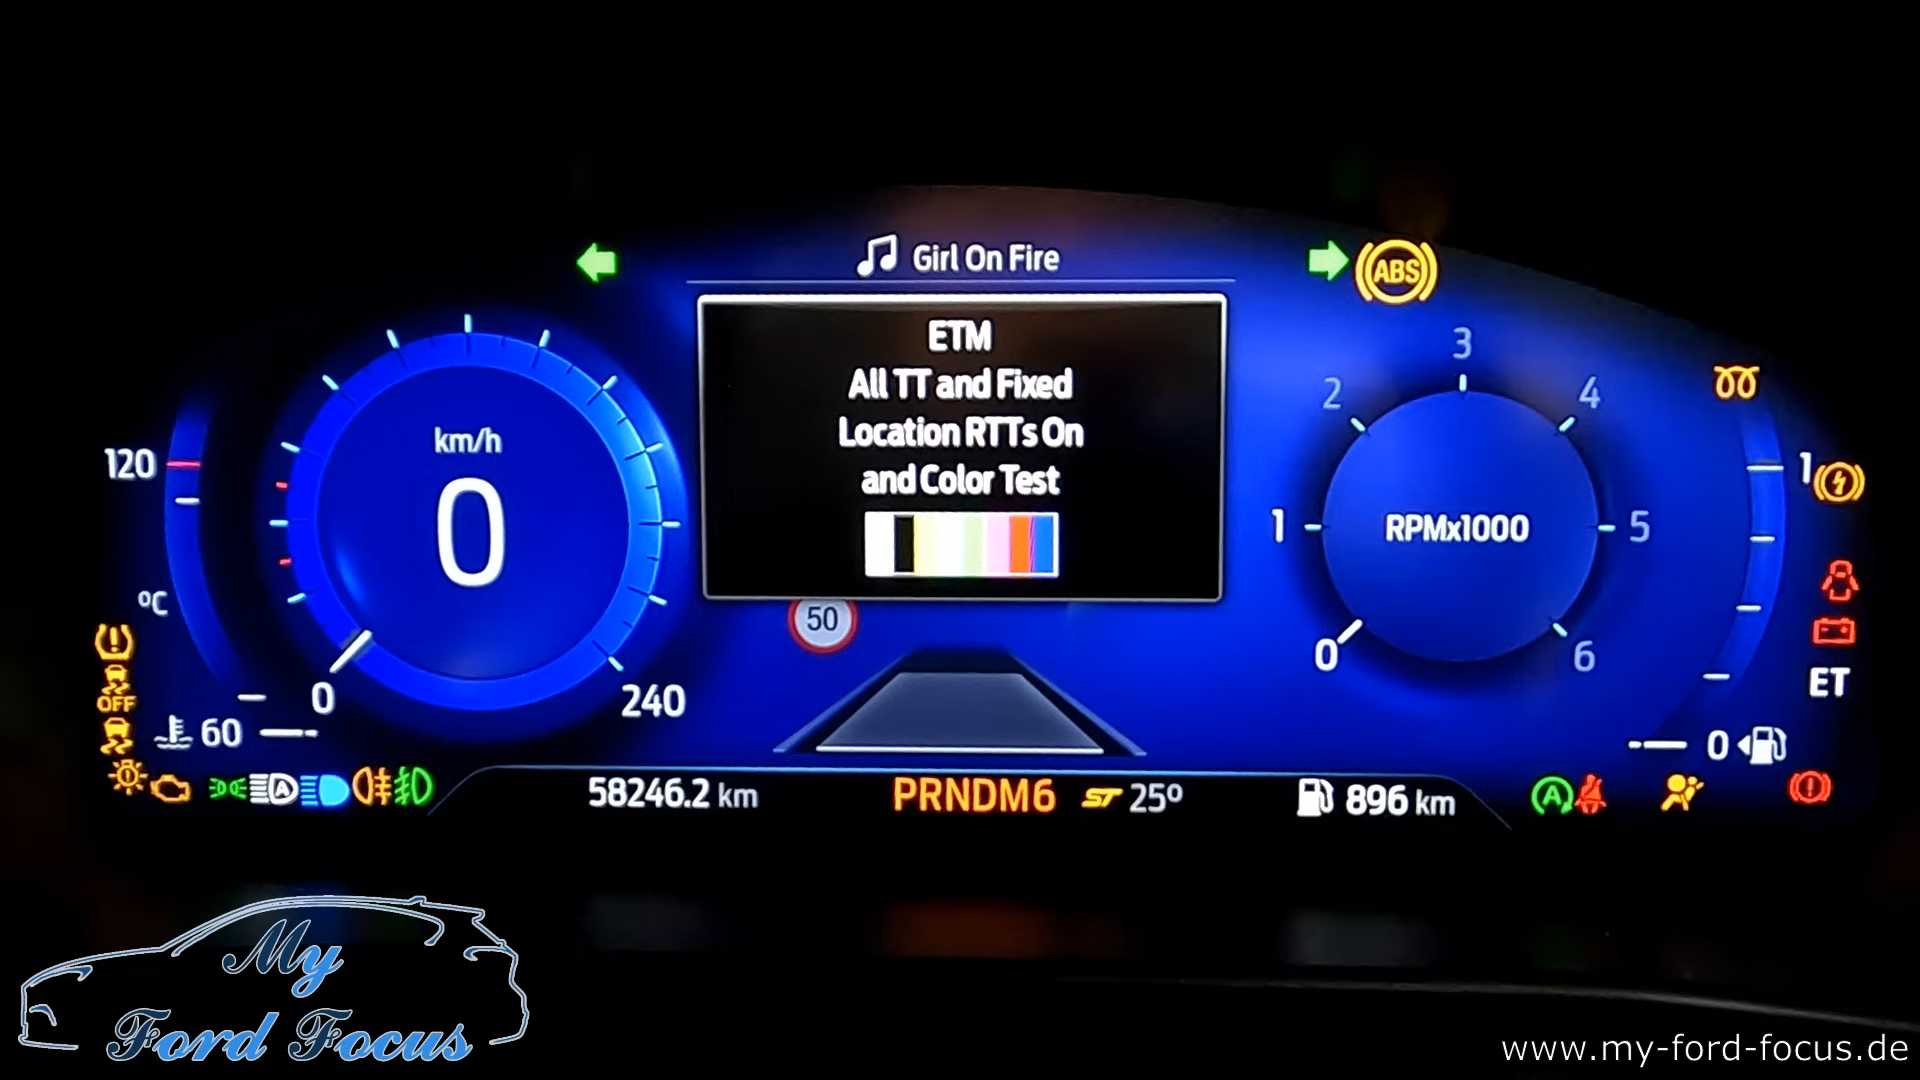 Girl On Fire
ABS
ETM
All TT and Fixed
Location RTTs On
and Color Test
km/h
0
120
°C
60
0
240
50
RPMx1000
0
1
2
3
4
5
6
1
ET
0
OFF
A
58246.2 km
PRNDM6
ST
25°
896 km
A
My
Ford Focus
www.my-ford-focus.de